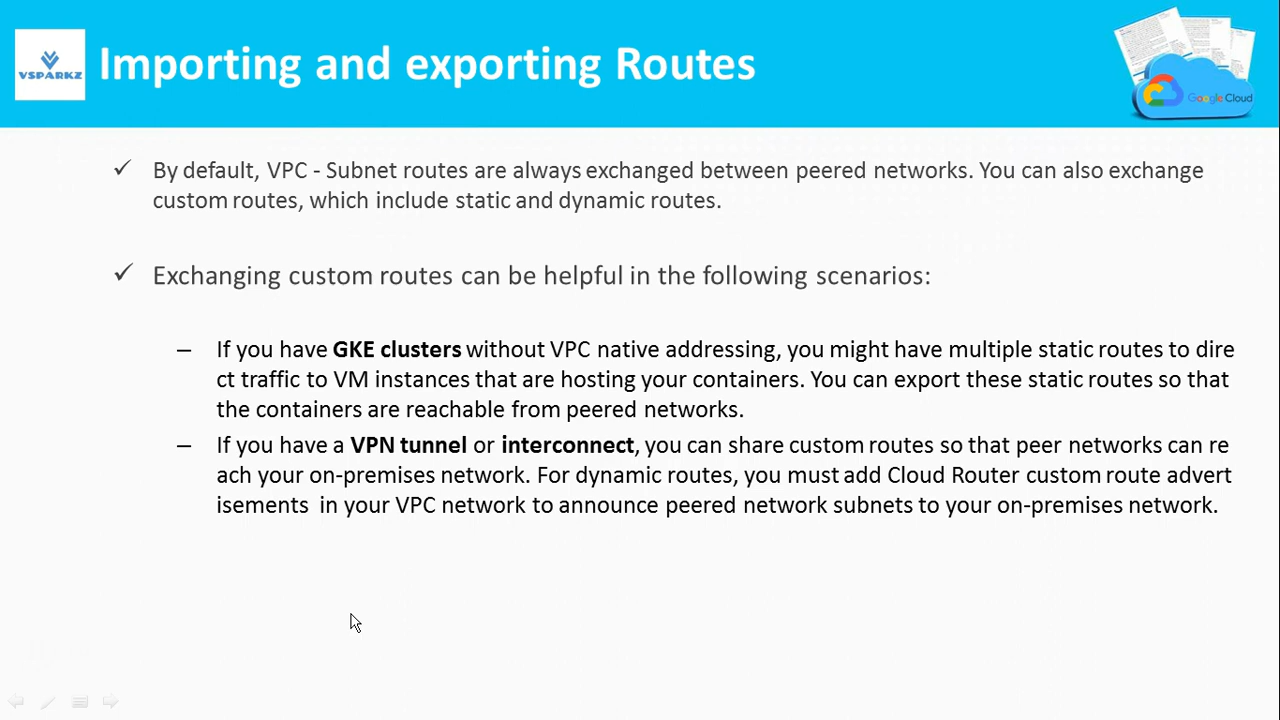 VSPARKZ
Importing and exporting Routes
Google Cloud
✓ By default, VPC - Subnet routes are always exchanged between peered networks. You can also exchange
custom routes, which include static and dynamic routes.
✓ Exchanging custom routes can be helpful in the following scenarios:
– If you have GKE clusters without VPC native addressing, you might have multiple static routes to dire
ct traffic to VM instances that are hosting your containers. You can export these static routes so that
the containers are reachable from peered networks.
– If you have a VPN tunnel or interconnect, you can share custom routes so that peer networks can re
ach your on-premises network. For dynamic routes, you must add Cloud Router custom route advert
isements in your VPC network to announce peered network subnets to your on-premises network.